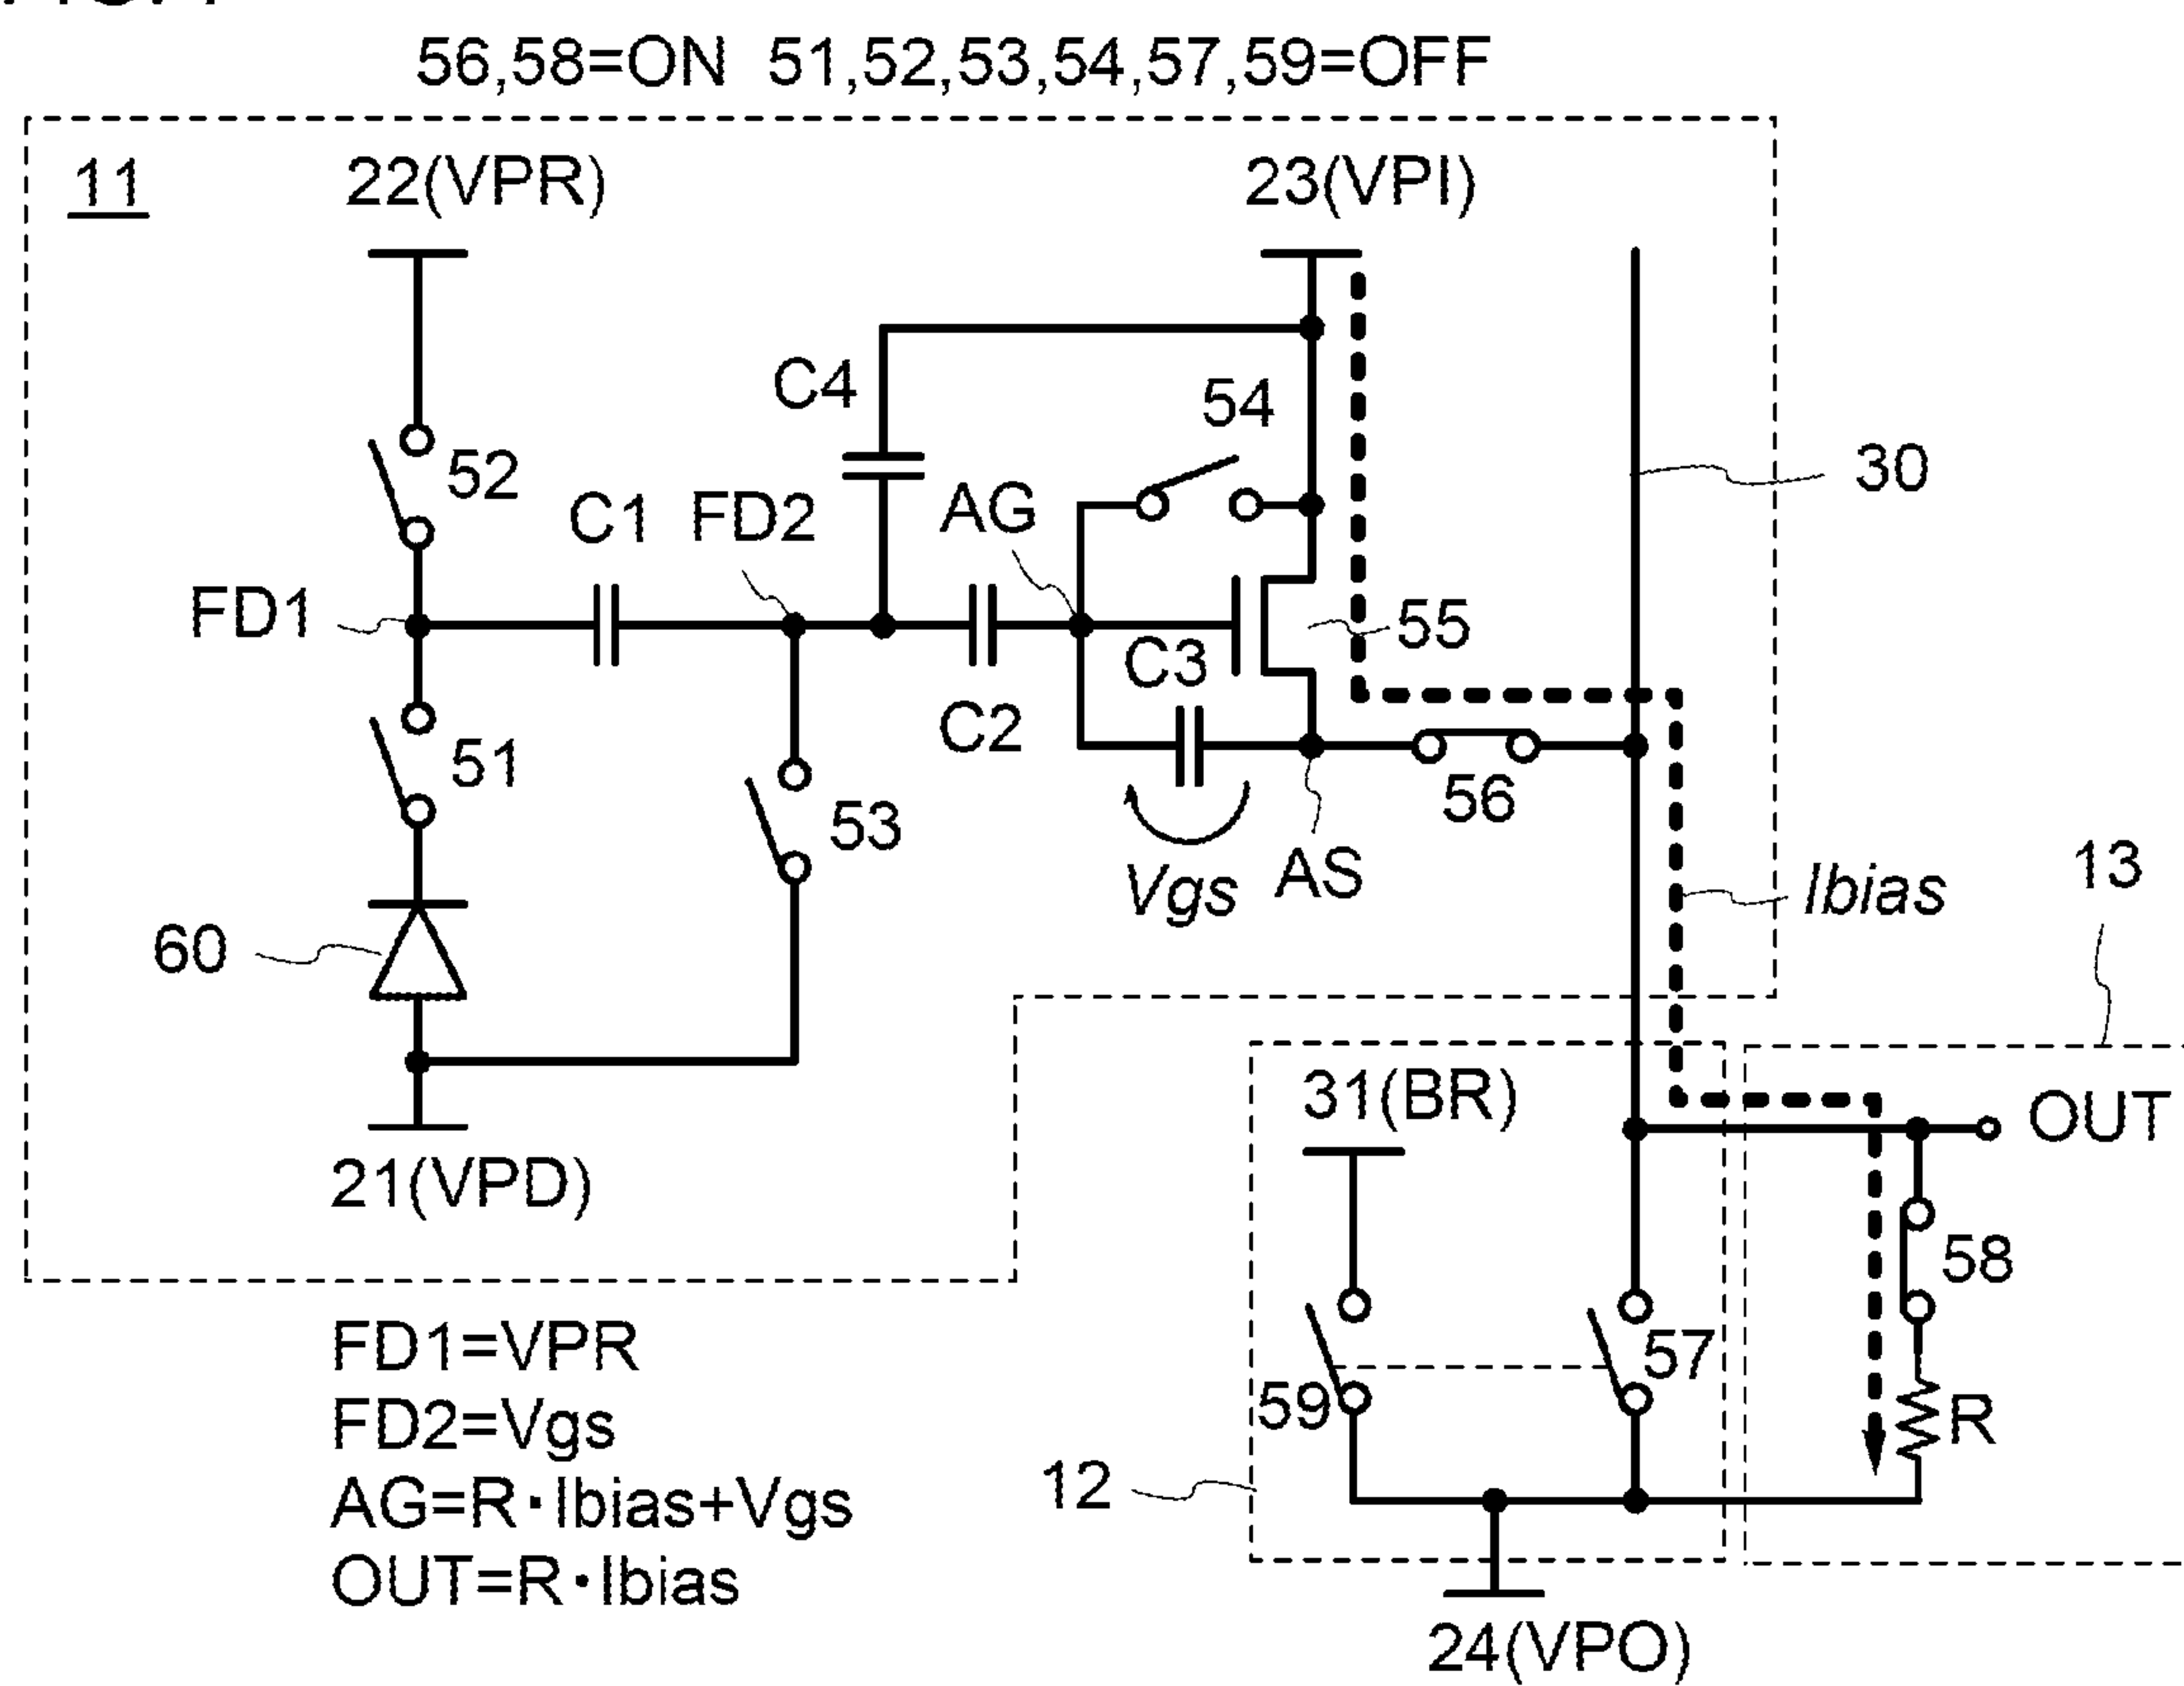 56,58=ON 51,52,53,54,57,59=OFF
11
22(VPR)
23(VPI)
C4
54
52
30
C1
FD2
AG
FD1
55
C3
C2
51
56
53
Vgs
AS
13
Ibias
60
31(BR)
OUT
21(VPD)
58
FD1=VPR
57
59
R
FD2=Vgs
12
AG=R·Ibias+Vgs
OUT=R·Ibias
24(VPO)